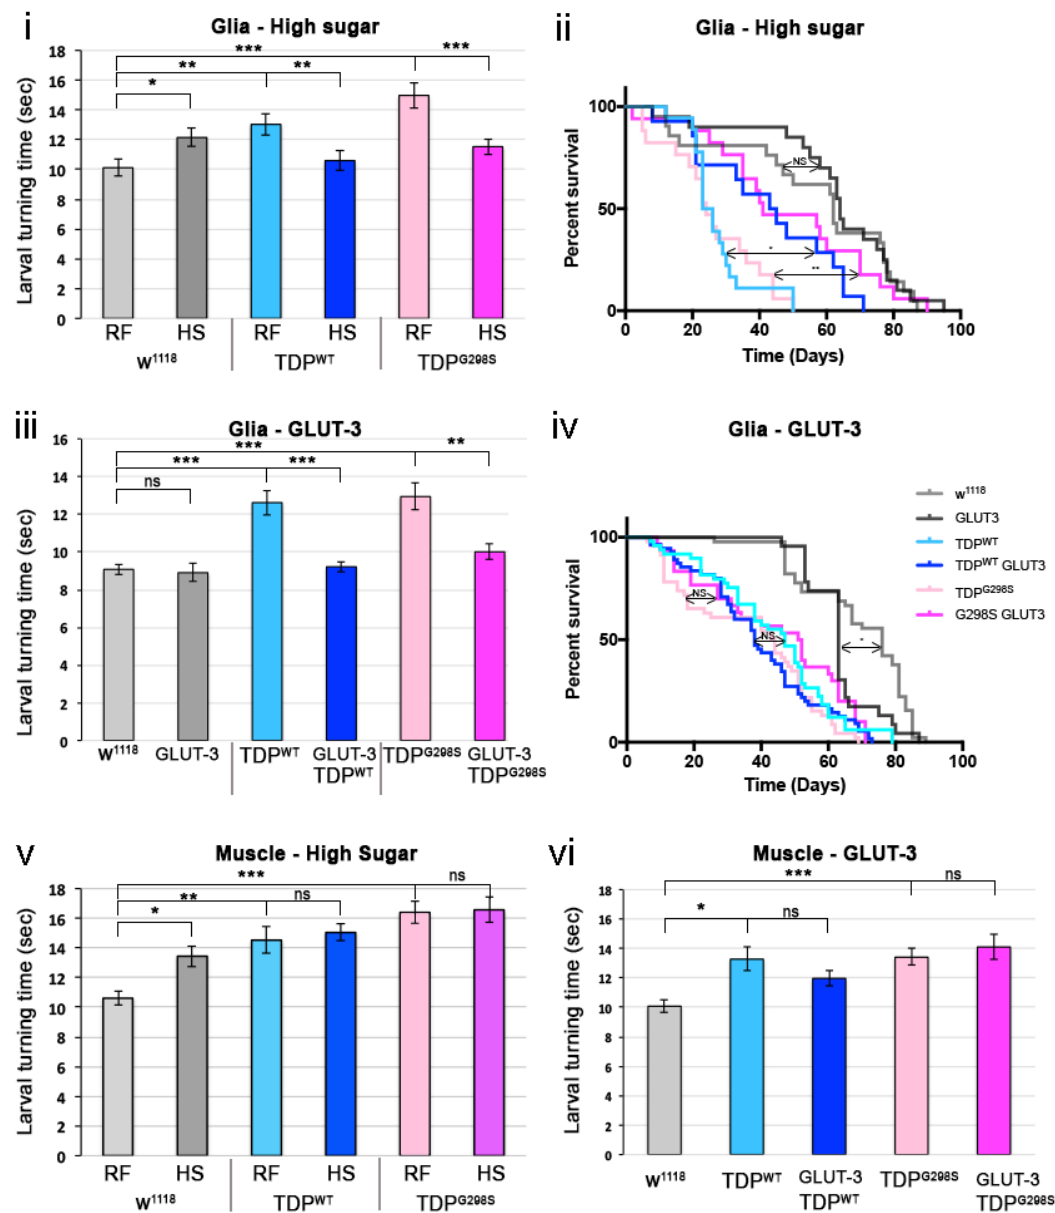 i
Glia - High sugar
Larval turning time (sec)
18
16
14
12
10
8
6
4
2
0
***
***
**
**
*
RF HS RF HS RF HS
w1118 TDPWT TDPG298S
ii
Glia - High sugar
Percent survival
100
50
0
NS
*
**
0 20 40 60 80 100
Time (Days)
iii
Glia - GLUT-3
Larval turning time (sec)
16
14
12
10
8
6
4
2
0
***
**
***
***
ns
w1118 GLUT-3 TDPWT GLUT-3 TDPWT TDPG298S GLUT-3 TDPG298S
iv
Glia - GLUT-3
Percent survival
100
50
0
NS
NS
*
0 20 40 60 80 100
Time (Days)
w1118
GLUT3
TDPWT
TDPWT GLUT3
TDPG298S
G298S GLUT3
v
Muscle - High Sugar
Larval turning time (sec)
18
16
14
12
10
8
6
4
2
0
***
ns
**
ns
*
RF HS RF HS RF HS
w1118 TDPWT TDPG298S
vi
Muscle - GLUT-3
Larval turning time (sec)
18
16
14
12
10
8
6
4
2
0
***
ns
*
ns
w1118 TDPWT GLUT-3 TDPWT TDPG298S GLUT-3 TDPG298S